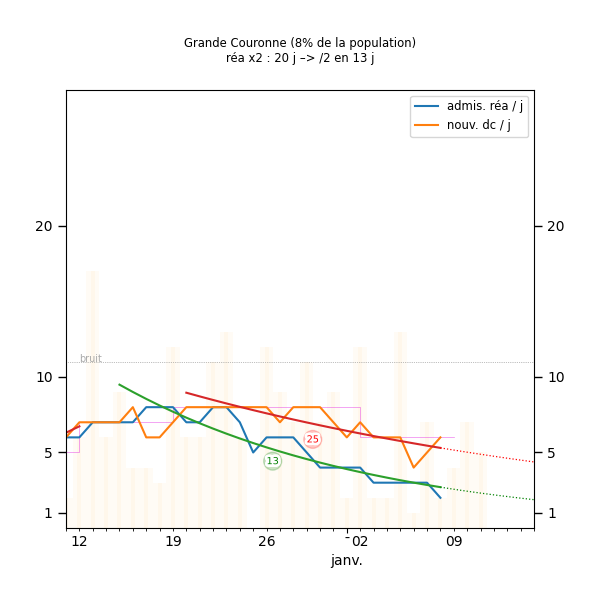 Grande Couronne (8% de la population)
réa x2 : 20 j –> /2 en 13 j
admis. réa / j
nouv. dc / j
20 20
bruit
10 10
25
5 5
13
1 1
12 19 26 02 09
janv.